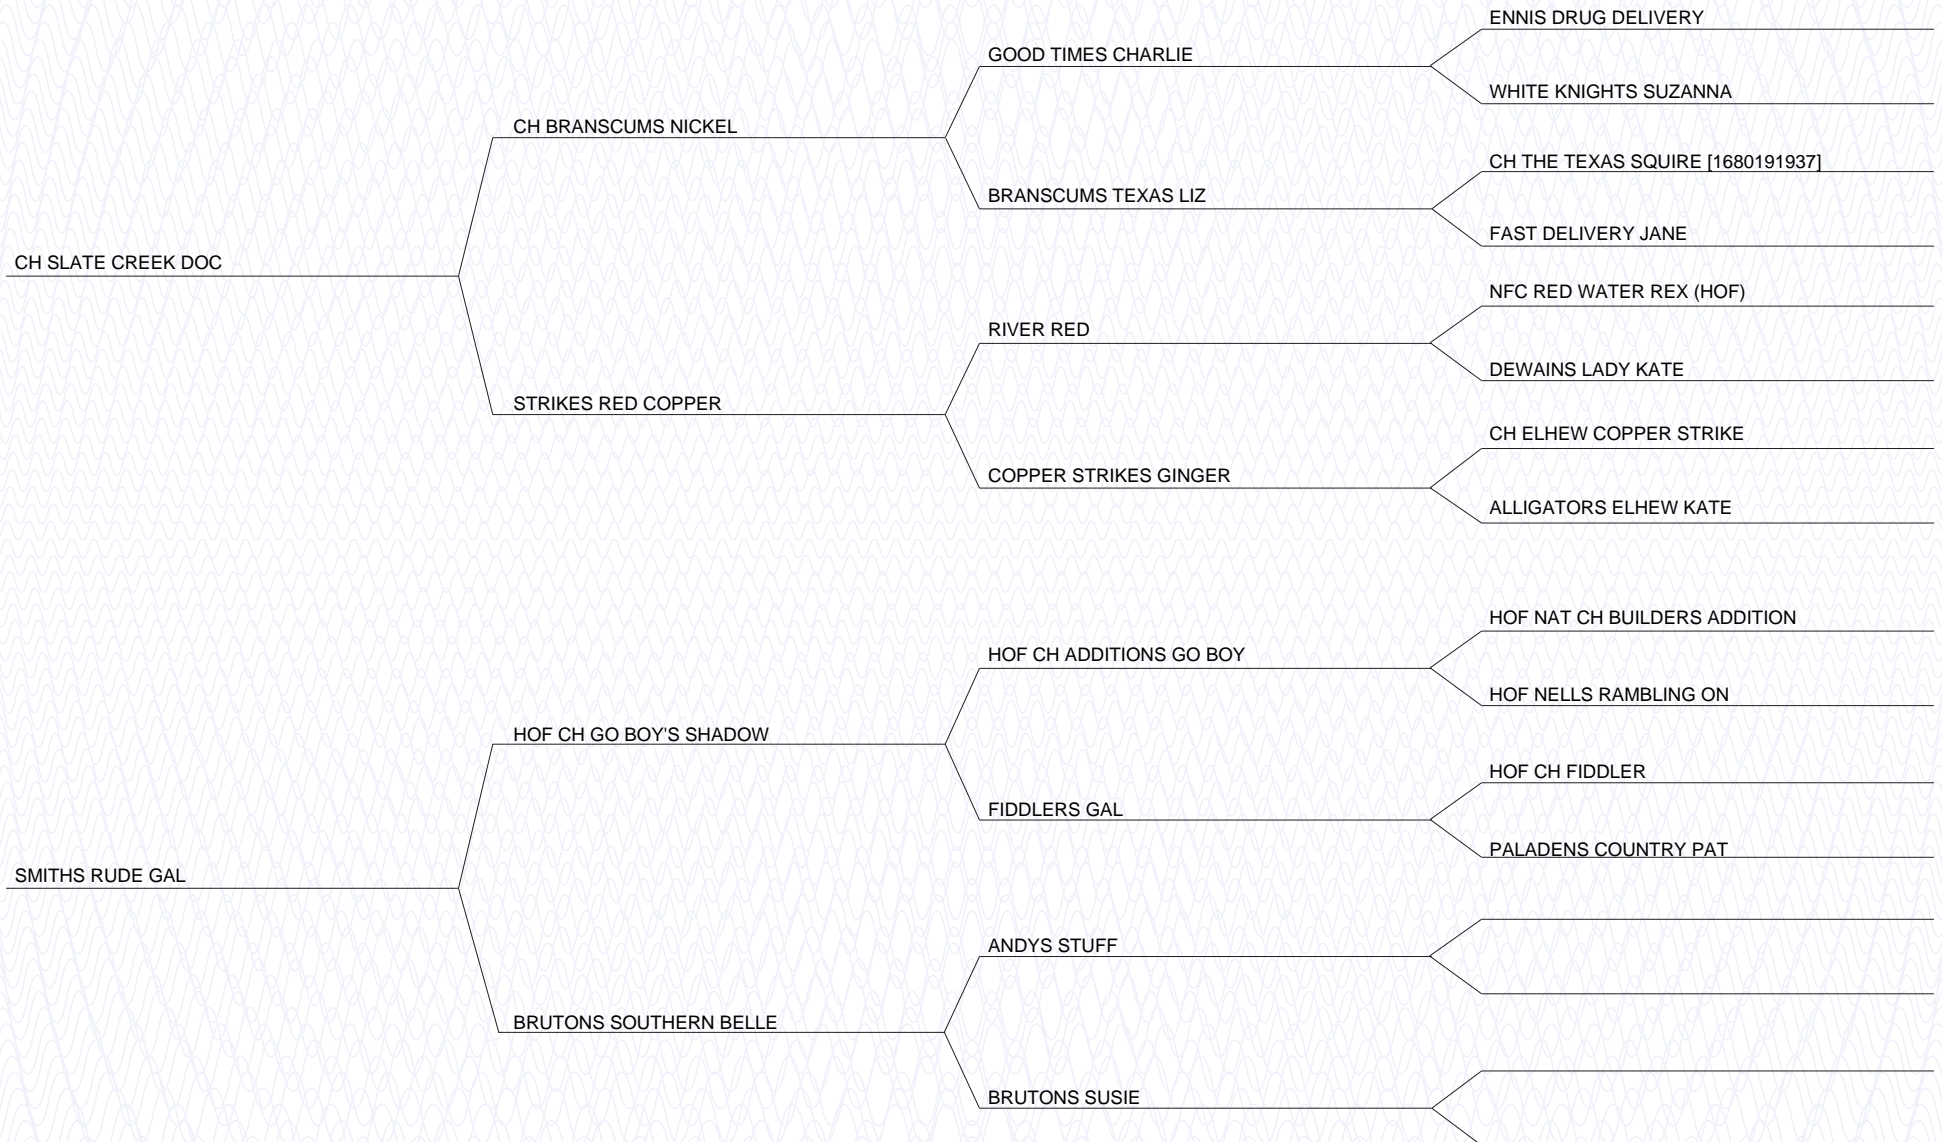 ENNIS DRUG DELIVERY
GOOD TIMES CHARLIE
WHITE KNIGHTS SUZANNA
CH BRANSCUMS NICKEL
CH THE TEXAS SQUIRE [1680191937]
BRANSCUMS TEXAS LIZ
FAST DELIVERY JANE
CH SLATE CREEK DOC
NFC RED WATER REX (HOF)
RIVER RED
DEWAINS LADY KATE
STRIKES RED COPPER
CH ELHEW COPPER STRIKE
COPPER STRIKES GINGER
ALLIGATORS ELHEW KATE
HOF NAT CH BUILDERS ADDITION
HOF CH ADDITIONS GO BOY
HOF NELLS RAMBLING ON
HOF CH GO BOY'S SHADOW
HOF CH FIDDLER
FIDDLERS GAL
PALADENS COUNTRY PAT
SMITHS RUDE GAL
ANDYS STUFF
BRUTONS SOUTHERN BELLE
BRUTONS SUSIE